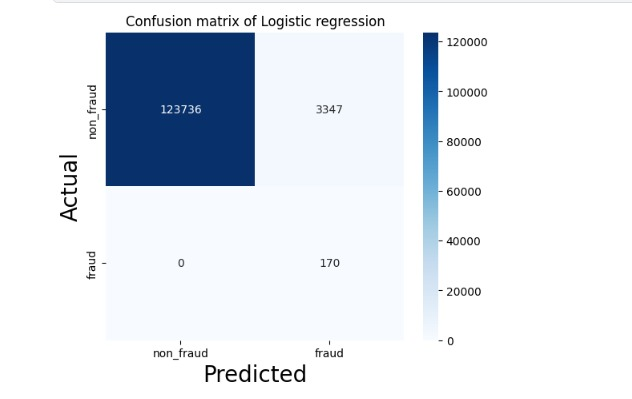 Confusion matrix of Logistic regression
non_fraud
123736
3347
Actual
fraud
0
170
non_fraud
fraud
Predicted
120000
100000
80000
60000
40000
20000
0